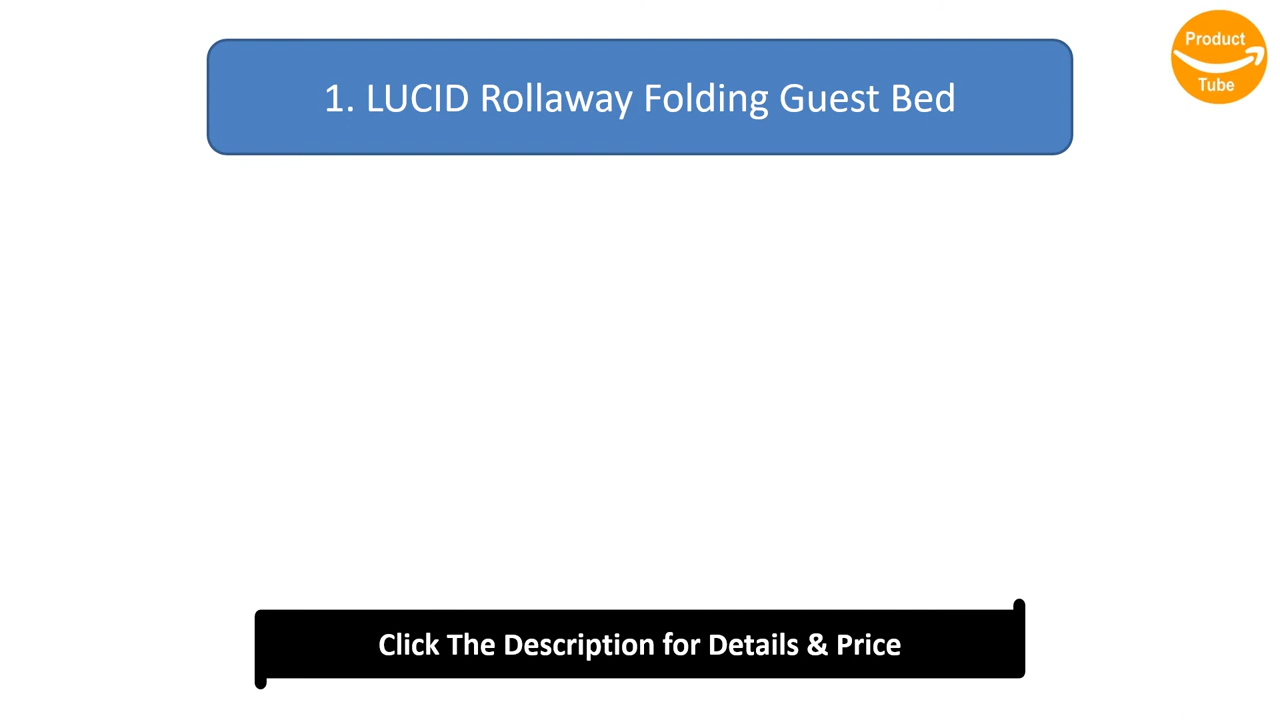 Product
Tube
1. LUCID Rollaway Folding Guest Bed
Click The Description for Details & Price